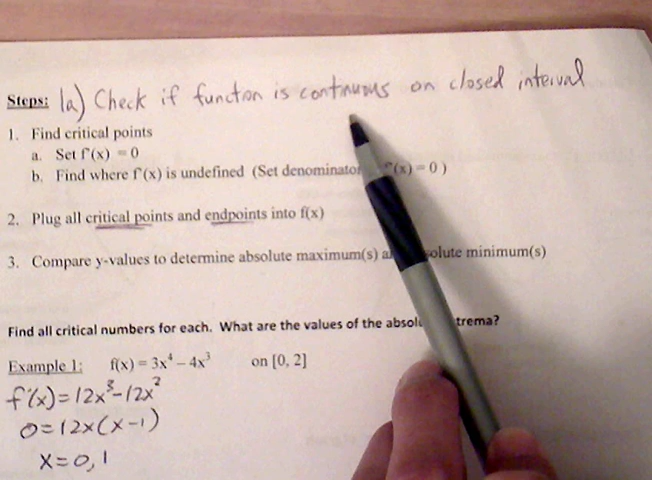 Steps: 1a) Check if function is continuous on closed interval
1. Find critical points
a. Set f'(x) = 0
b. Find where f'(x) is undefined (Set denominator f'(x) = 0 )
2. Plug all critical points and endpoints into f(x)
3. Compare y-values to determine absolute maximum(s) absolute minimum(s)
Find all critical numbers for each. What are the values of the absolute extrema?
Example 1: f(x) = 3x⁴ – 4x³ on [0, 2]
f'(x)=12x³-12x²
0=12x(x-1)
x=0,1